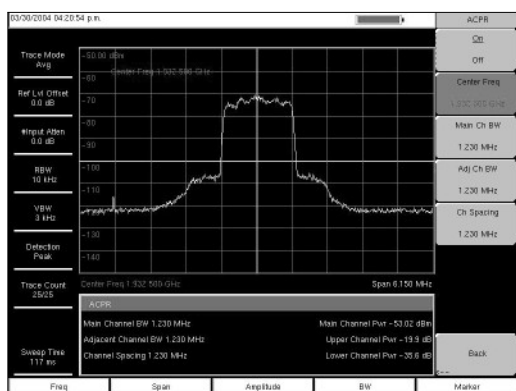 03/30/2004 04:20:54 p.m.
ACPR
On
Off
Trace Mode
Avg
-50.00 dBm
Center Freq 1.932 500 GHz
-60
Ref Lvl Offset
0.0 dB
-70
Center Freq
Main Ch BW
1.230 MHz
#Input Atten
0.0 dB
-80
-90
RBW
10 kHz
-100
Adj Ch BW
1.230 MHz
-110
VBW
3 kHz
Ch Spacing
1.230 MHz
-130
Detection
Peak
-140
Trace Count
25/25
Center Freq 1.932 500 GHz
Span 6.150 MHz
ACPR
Main Channel BW 1.230 MHz
Main Channel Pwr -53.02 dBm
Adjacent Channel BW 1.230 MHz
Upper Channel Pwr -19.9 dB
Channel Spacing 1.230 MHz
Lower Channel Pwr -35.6 dB
Sweep Time
117 ms
Back
Freq
Span
Amplitude
BW
Marker